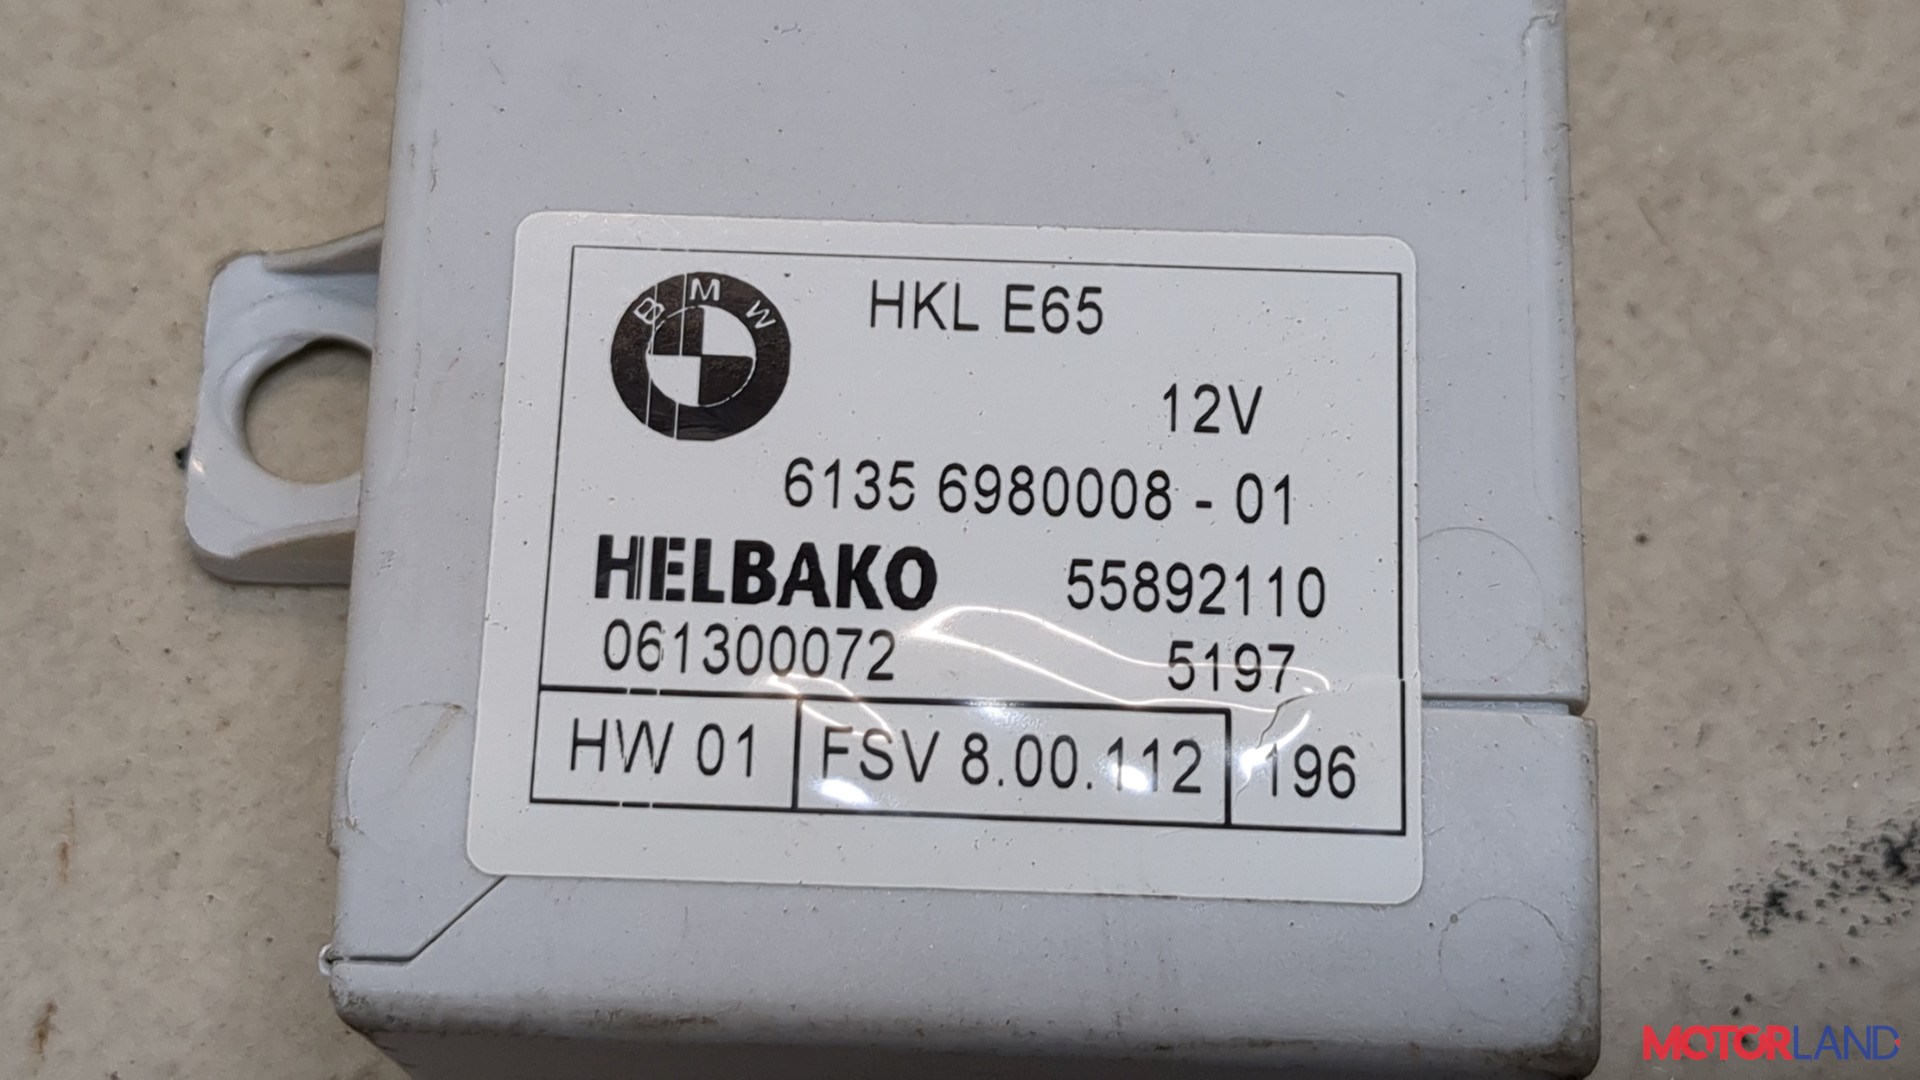 BMW
HKL E65
12V
6135 6980008 - 01
HELBAKO 55892110
061300072 5197
HW 01 FSV 8.00.112 196
MOTORLAND